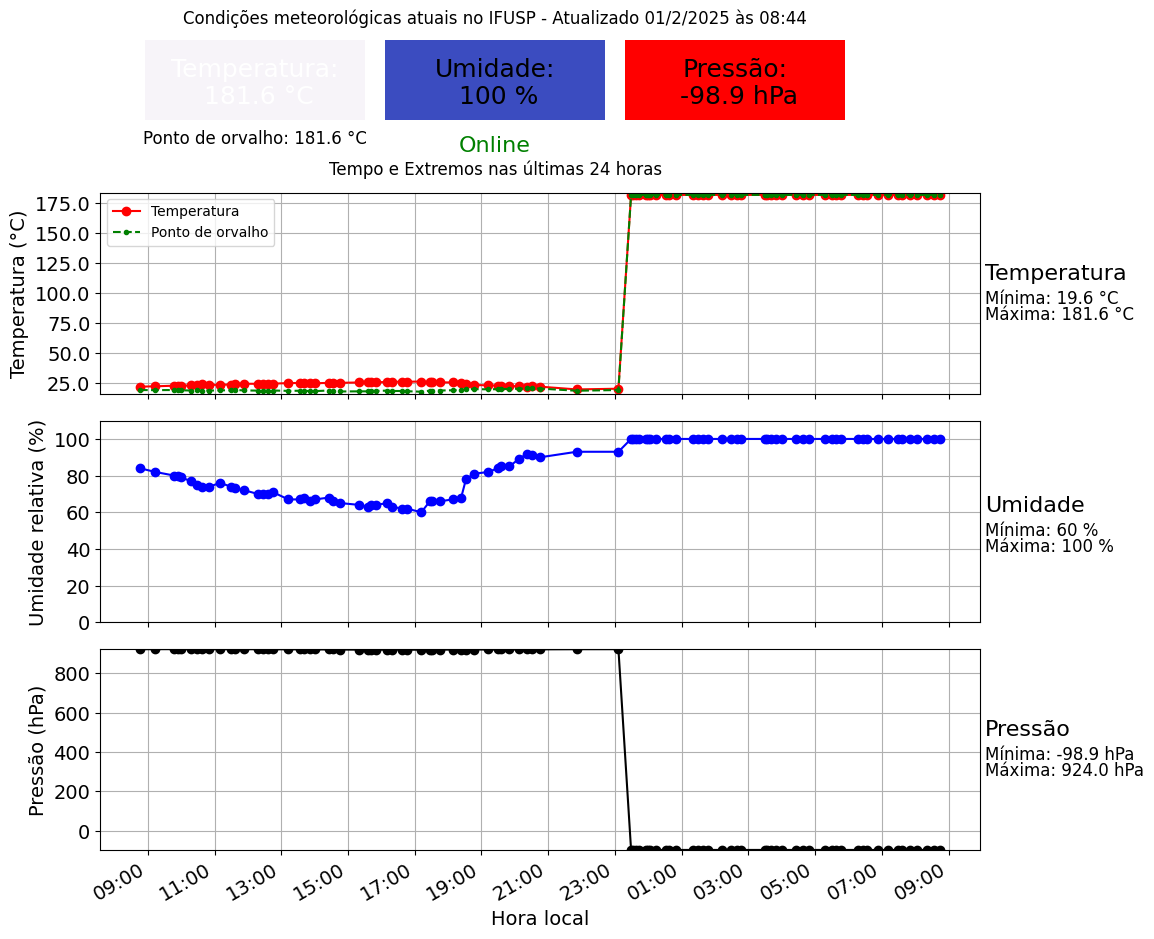 Condições meteorológicas atuais no IFUSP - Atualizado 01/2/2025 às 08:44
Temperatura:
181.6 °C
Umidade:
100 %
Pressão:
-98.9 hPa
Ponto de orvalho: 181.6 °C
Online
Tempo e Extremos nas últimas 24 horas
Temperatura (°C)
175.0
150.0
125.0
100.0
75.0
50.0
25.0
Temperatura
Ponto de orvalho
Temperatura
Mínima: 19.6 °C
Máxima: 181.6 °C
Umidade relativa (%)
100
80
60
40
20
0
Umidade
Mínima: 60 %
Máxima: 100 %
Pressão (hPa)
800
600
400
200
0
Pressão
Mínima: -98.9 hPa
Máxima: 924.0 hPa
09:00 11:00 13:00 15:00 17:00 19:00 21:00 23:00 01:00 03:00 05:00 07:00 09:00
Hora local